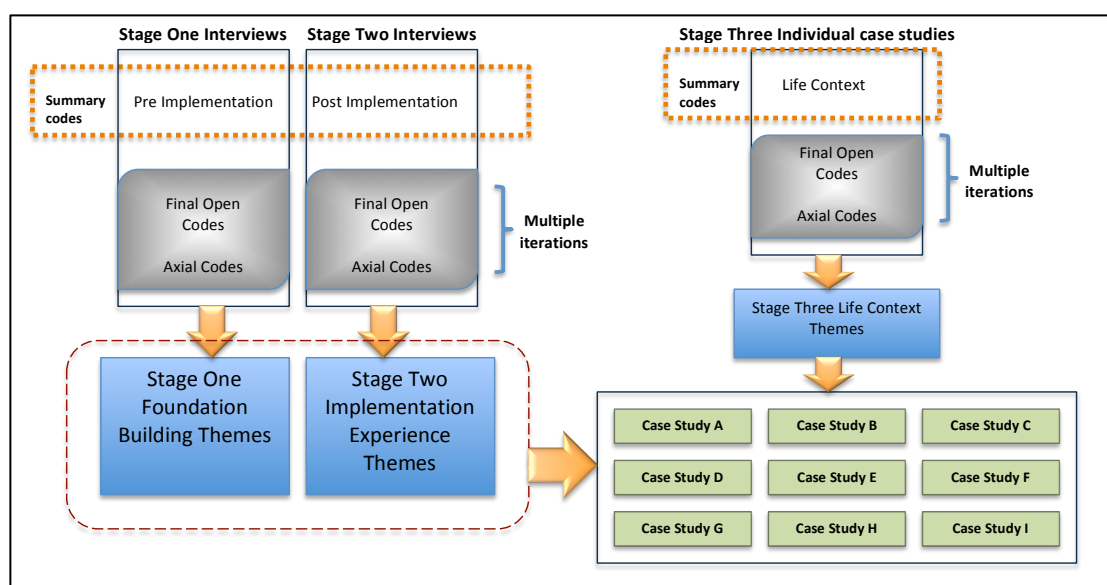 Stage One Interviews
Stage Two Interviews
Summary
codes
Pre Implementation
Post Implementation
Final Open
Codes
Axial Codes
Final Open
Codes
Axial Codes
Multiple
iterations
Stage One
Foundation
Building Themes
Stage Two
Implementation
Experience
Themes
Stage Three Individual case studies
Summary
codes
Life Context
Final Open
Codes
Axial Codes
Multiple
iterations
Stage Three Life Context
Themes
Case Study A
Case Study B
Case Study C
Case Study D
Case Study E
Case Study F
Case Study G
Case Study H
Case Study I